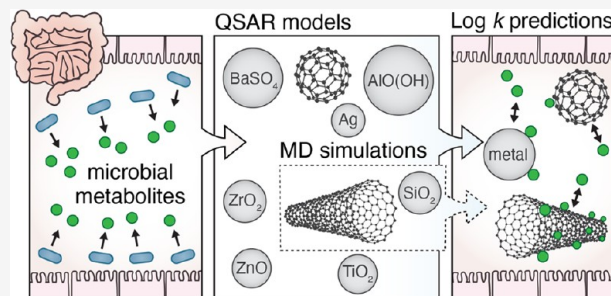 QSAR models
Log k predictions
microbial
metabolites
BaSO₄
AlO(OH)
Ag
MD simulations
ZrO₂
SiO₂
ZnO
TiO₂
metal